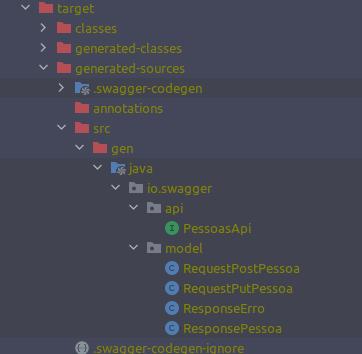 target
classes
generated-classes
generated-sources
.swagger-codegen
annotations
src
gen
java
io.swagger
api
PessoasApi
model
RequestPostPessoa
RequestPutPessoa
ResponseErro
ResponsePessoa
.swagger-codegen-ignore